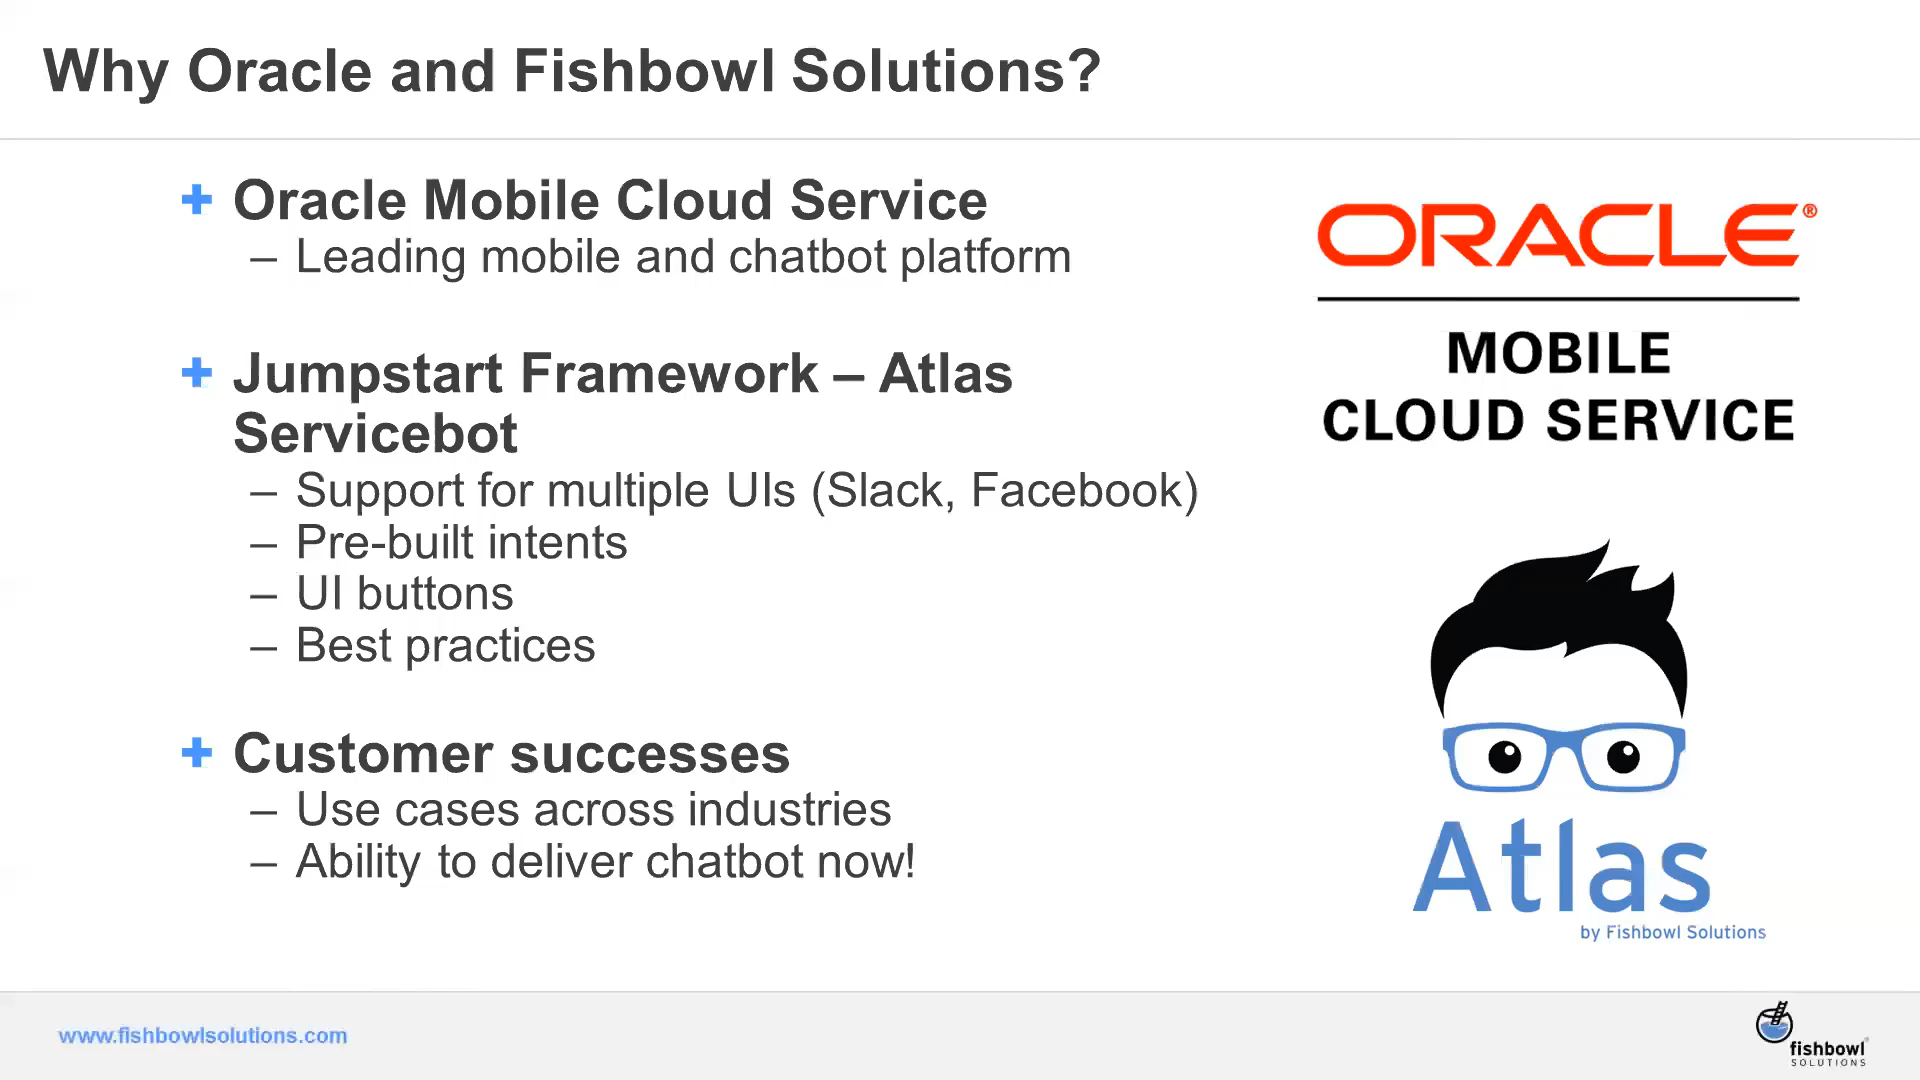 Why Oracle and Fishbowl Solutions?
+ Oracle Mobile Cloud Service
– Leading mobile and chatbot platform
+ Jumpstart Framework – Atlas
Servicebot
– Support for multiple UIs (Slack, Facebook)
– Pre-built intents
– UI buttons
– Best practices
+ Customer successes
– Use cases across industries
– Ability to deliver chatbot now!
ORACLE®
MOBILE
CLOUD SERVICE
Atlas
by Fishbowl Solutions
www.fishbowlsolutions.com
fishbowl
SOLUTIONS